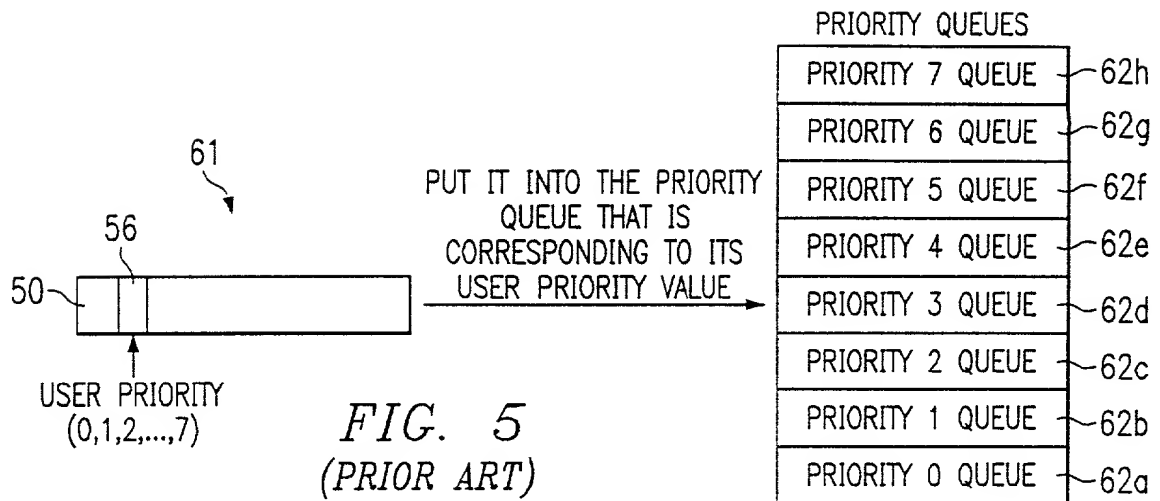 61
56
50
USER PRIORITY
(0,1,2,...,7)
PUT IT INTO THE PRIORITY
QUEUE THAT IS
CORRESPONDING TO ITS
USER PRIORITY VALUE
PRIORITY QUEUES
PRIORITY 7 QUEUE 62h
PRIORITY 6 QUEUE 62g
PRIORITY 5 QUEUE 62f
PRIORITY 4 QUEUE 62e
PRIORITY 3 QUEUE 62d
PRIORITY 2 QUEUE 62c
PRIORITY 1 QUEUE 62b
PRIORITY 0 QUEUE 62a
FIG. 5
(PRIOR ART)